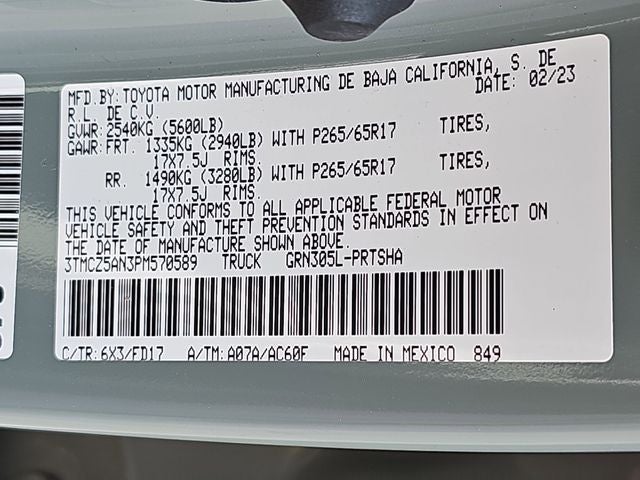 MFD.BY: TOYOTA MOTOR MANUFACTURING DE BAJA CALIFORNIA, S. DE
R.L. DE C.V. DATE: 02/23
GVWR: 2540KG (5600LB)
GAWR: FRT. 1335KG (2940LB) WITH P265/65R17 TIRES,
17X7.5J RIMS.
RR. 1490KG (3280LB) WITH P265/65R17 TIRES,
17X7.5J RIMS.
THIS VEHICLE CONFORMS TO ALL APPLICABLE FEDERAL MOTOR
VEHICLE SAFETY AND THEFT PREVENTION STANDARDS IN EFFECT ON
THE DATE OF MANUFACTURE SHOWN ABOVE.
3TMCZ5AN3PM570589 TRUCK GRN305L-PRTSHA
C/TR: 6X3/FD17 A/TM: A07A/AC60F MADE IN MEXICO 849